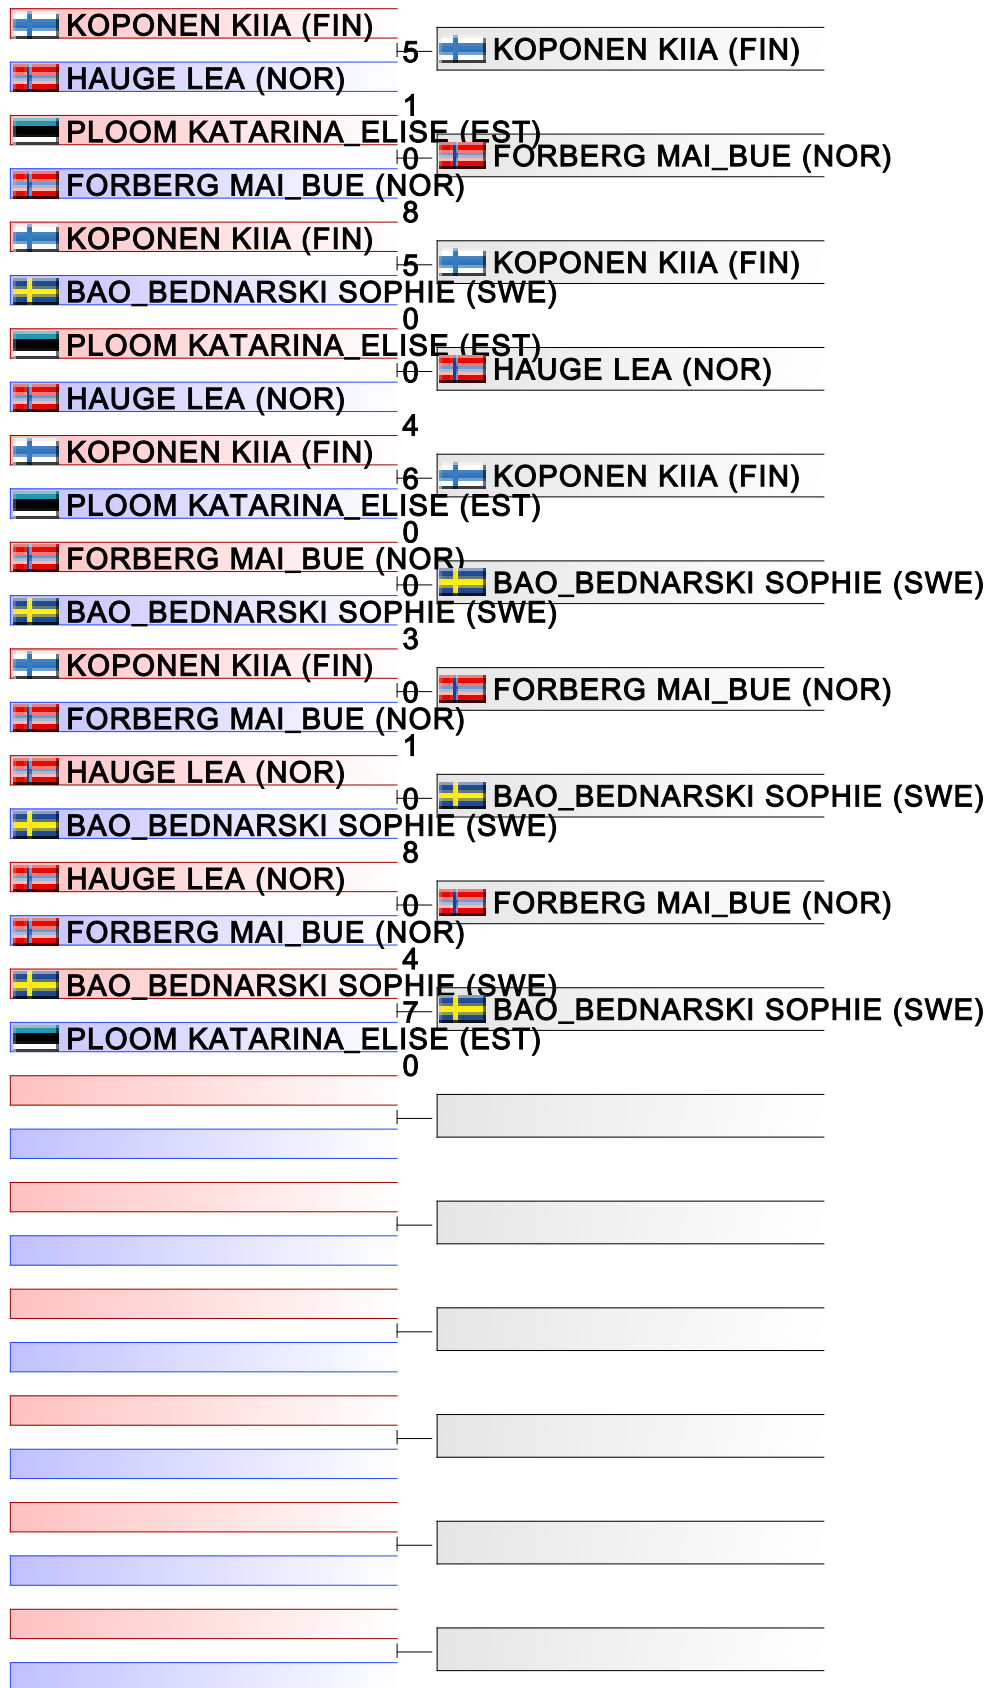 KOPONEN KIIA (FIN)
5
KOPONEN KIIA (FIN)
HAUGE LEA (NOR)
1
PLOOM KATARINA_ELISE (EST)
0
FORBERG MAI_BUE (NOR)
FORBERG MAI_BUE (NOR)
8
KOPONEN KIIA (FIN)
5
KOPONEN KIIA (FIN)
BAO_BEDNARSKI SOPHIE (SWE)
0
PLOOM KATARINA_ELISE (EST)
0
HAUGE LEA (NOR)
HAUGE LEA (NOR)
4
KOPONEN KIIA (FIN)
6
KOPONEN KIIA (FIN)
PLOOM KATARINA_ELISE (EST)
0
FORBERG MAI_BUE (NOR)
0
BAO_BEDNARSKI SOPHIE (SWE)
BAO_BEDNARSKI SOPHIE (SWE)
3
KOPONEN KIIA (FIN)
0
FORBERG MAI_BUE (NOR)
FORBERG MAI_BUE (NOR)
1
HAUGE LEA (NOR)
0
BAO_BEDNARSKI SOPHIE (SWE)
BAO_BEDNARSKI SOPHIE (SWE)
8
HAUGE LEA (NOR)
0
FORBERG MAI_BUE (NOR)
FORBERG MAI_BUE (NOR)
4
BAO_BEDNARSKI SOPHIE (SWE)
7
BAO_BEDNARSKI SOPHIE (SWE)
PLOOM KATARINA_ELISE (EST)
0